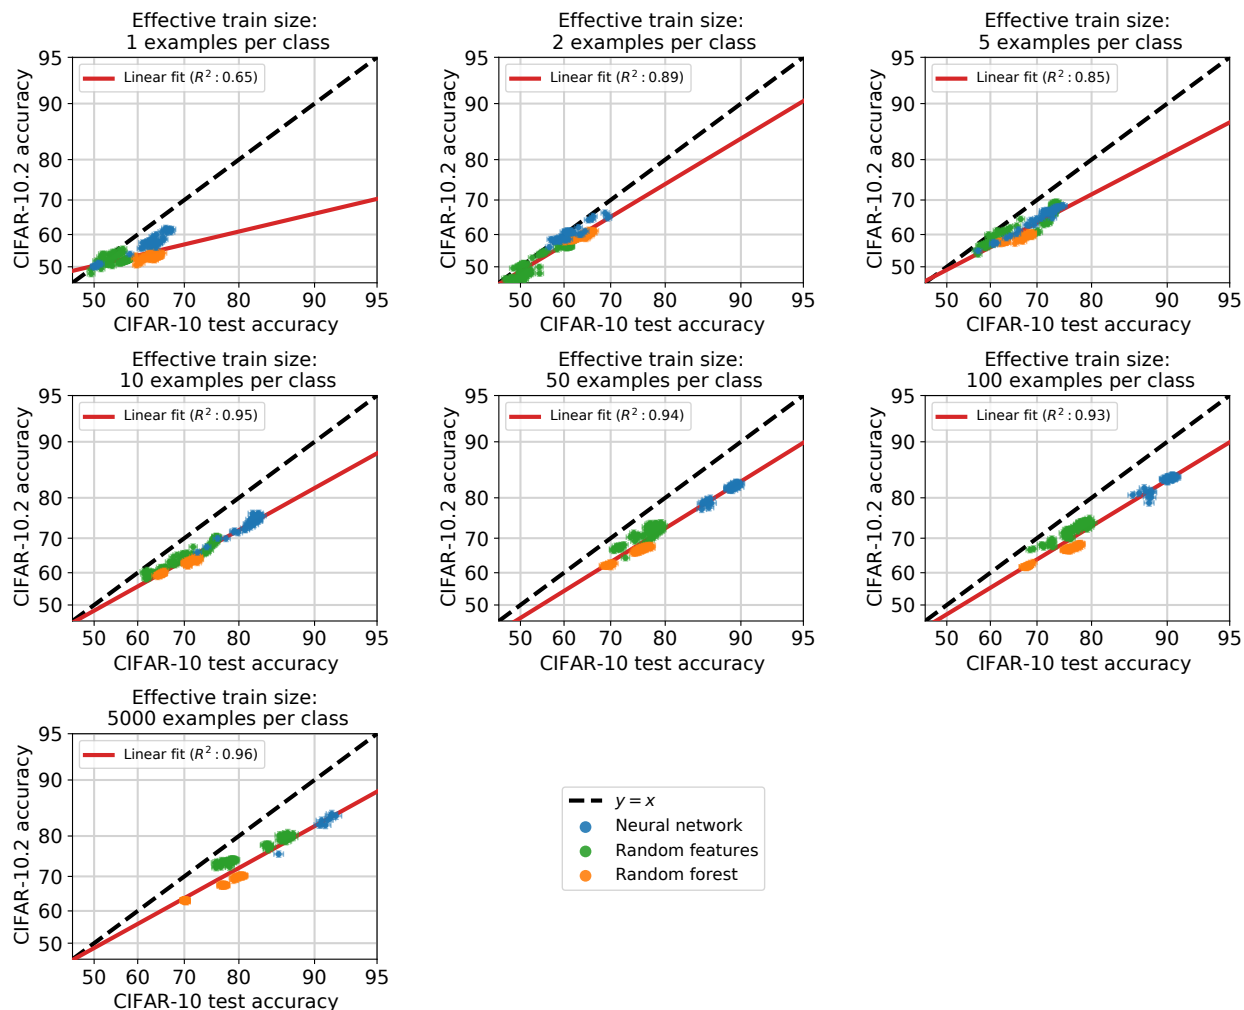 Effective train size:
1 examples per class
Linear fit (R²: 0.65)
CIFAR-10.2 accuracy
95
90
80
70
60
50
50 60 70 80 90 95
CIFAR-10 test accuracy
Effective train size:
2 examples per class
Linear fit (R²: 0.89)
CIFAR-10.2 accuracy
95
90
80
70
60
50
50 60 70 80 90 95
CIFAR-10 test accuracy
Effective train size:
5 examples per class
Linear fit (R²: 0.85)
CIFAR-10.2 accuracy
95
90
80
70
60
50
50 60 70 80 90 95
CIFAR-10 test accuracy
Effective train size:
10 examples per class
Linear fit (R²: 0.95)
CIFAR-10.2 accuracy
95
90
80
70
60
50
50 60 70 80 90 95
CIFAR-10 test accuracy
Effective train size:
50 examples per class
Linear fit (R²: 0.94)
CIFAR-10.2 accuracy
95
90
80
70
60
50
50 60 70 80 90 95
CIFAR-10 test accuracy
Effective train size:
100 examples per class
Linear fit (R²: 0.93)
CIFAR-10.2 accuracy
95
90
80
70
60
50
50 60 70 80 90 95
CIFAR-10 test accuracy
Effective train size:
5000 examples per class
Linear fit (R²: 0.96)
CIFAR-10.2 accuracy
95
90
80
70
60
50
50 60 70 80 90 95
CIFAR-10 test accuracy
y = x
Neural network
Random features
Random forest